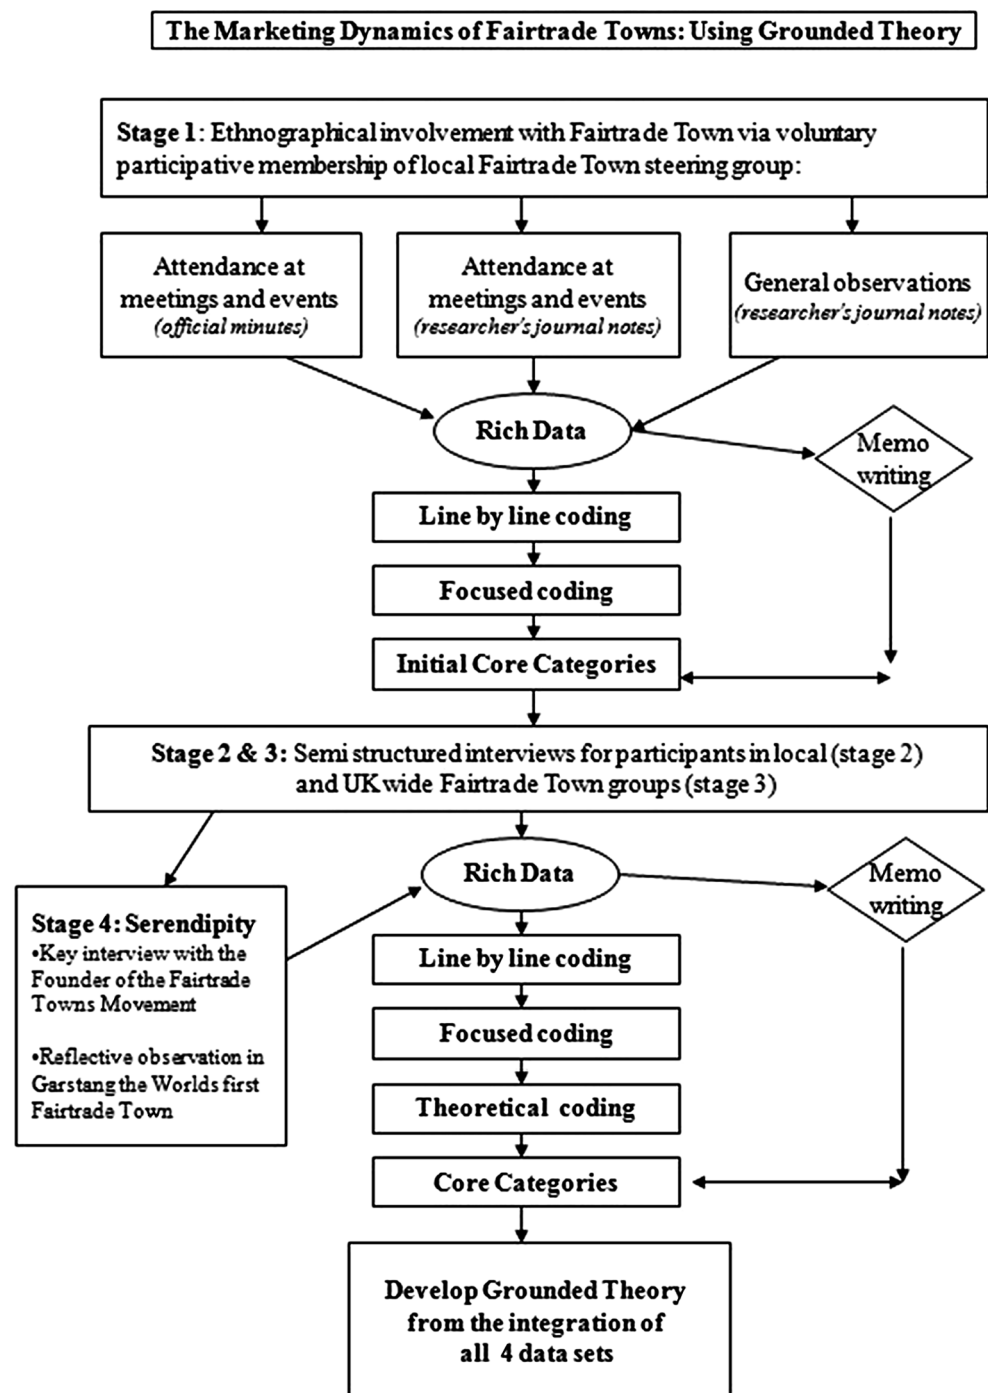 The Marketing Dynamics of Fairtrade Towns: Using Grounded Theory
Stage 1: Ethnographical involvement with Fairtrade Town via voluntary
participative membership of local Fairtrade Town steering group:
Attendance at
meetings and events
(official minutes)
Attendance at
meetings and events
(researcher's journal notes)
General observations
(researcher's journal notes)
Rich Data
Memo
writing
Line by line coding
Focused coding
Initial Core Categories
Stage 2 & 3: Semi structured interviews for participants in local (stage 2)
and UK wide Fairtrade Town groups (stage 3)
Rich Data
Memo
writing
Stage 4: Serendipity
•Key interview with the
Founder of the Fairtrade
Towns Movement
•Reflective observation in
Garstang the Worlds first
Fairtrade Town
Line by line coding
Focused coding
Theoretical coding
Core Categories
Develop Grounded Theory
from the integration of
all 4 data sets